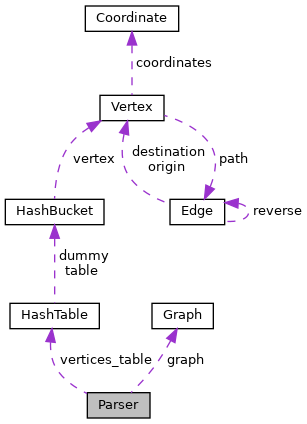 Coordinate
coordinates
Vertex
vertex
destination
origin
path
HashBucket
Edge
reverse
dummy
table
HashTable
Graph
vertices_table
graph
Parser